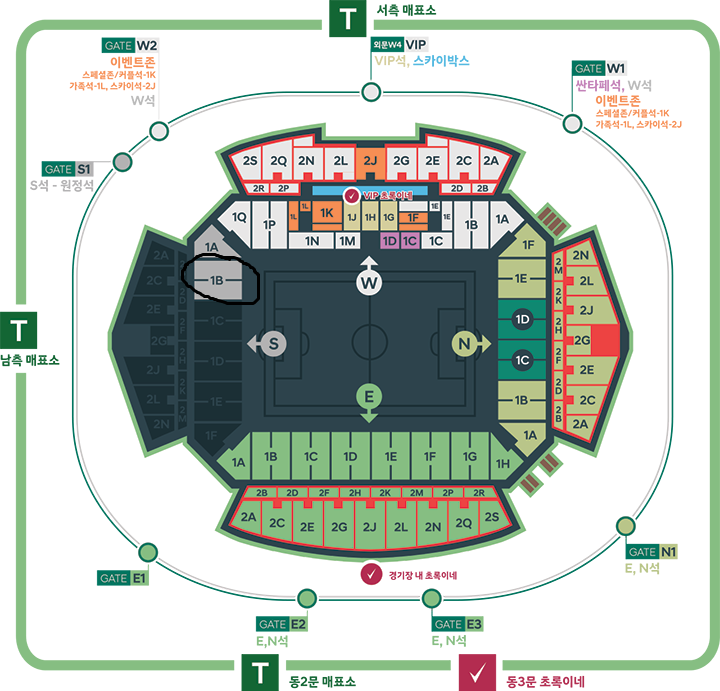 T 서측 매표소
GATE W2
이벤트존
스페셜존/커플석-1K
가족석-1L, 스카이석-2J
W석
외문W4 VIP
VIP석, 스카이박스
GATE W1
싼타페석, W석
이벤트존
스페셜존/커플석-1K
가족석-1L, 스카이석-2J
GATE S1
S석 - 원정석
2S 2Q 2N 2L 2J 2G 2E 2C 2A
2R 2P 2D 2B
VIP 초록이네
1Q 1P 1L 1L 1K 1J 1H 1G 1F 1E 1E 1B 1A
1N 1M 1D 1C 1C
1A
1B
1C
1D
1E
1F
2A
2C
2E
2G
2J
2L
2N
2D
2F
2H
2K
2M
W
S
N
E
1F
1E
1D
1C
1B
1A
2M
2K
2H
2F
2D
2B
2N
2L
2J
2G
2E
2C
2A
T
남측 매표소
1A 1B 1C 1D 1E 1F 1G 1H
2B 2D 2F 2H 2K 2M 2P 2R
2A 2C 2E 2G 2J 2L 2N 2Q 2S
경기장 내 초록이네
GATE E1
GATE N1
E, N석
GATE E2
E,N석
GATE E3
E, N석
T 동2문 매표소
동3문 초록이네